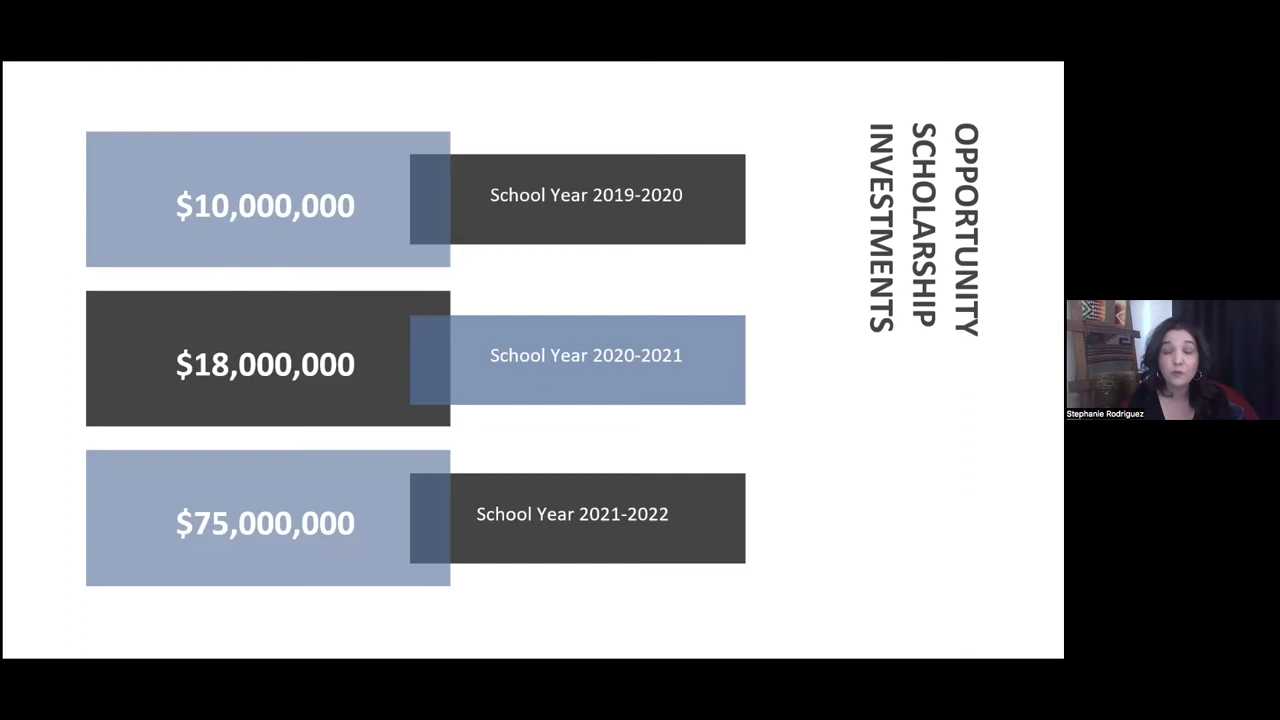 $10,000,000
School Year 2019-2020
$18,000,000
School Year 2020-2021
$75,000,000
School Year 2021-2022
OPPORTUNITY
SCHOLARSHIP
INVESTMENTS
Stephanie Rodriguez